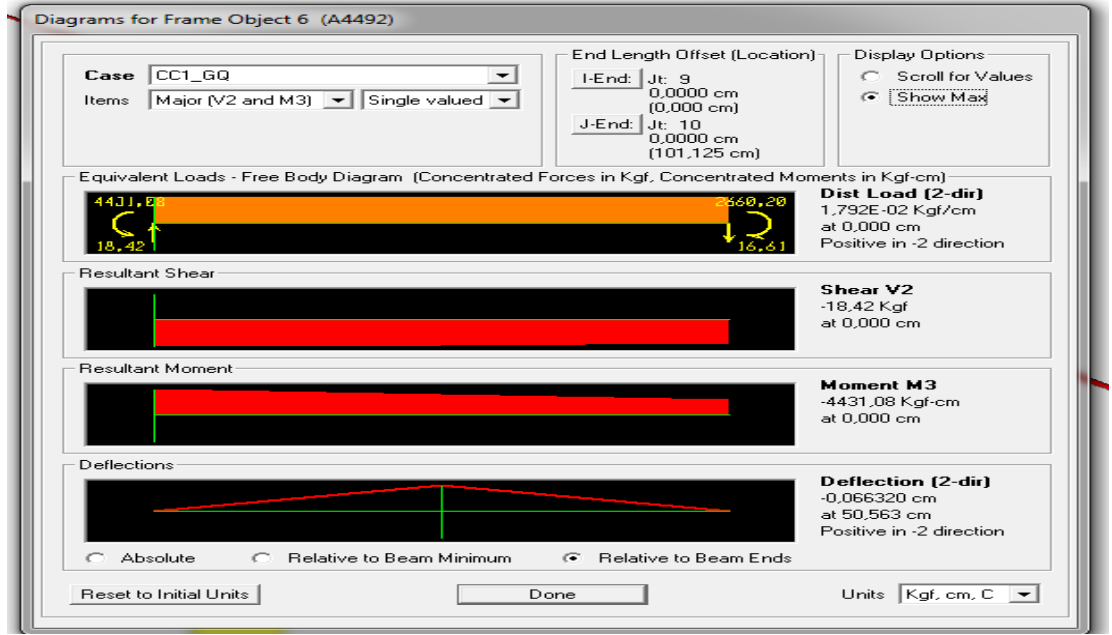 Diagrams for Frame Object 6 (A4492)
End Length Offset (Location)
Display Options
Case CC1_GQ
Items Major (V2 and M3) Single valued
I-End: Jt: 9
0,0000 cm
(0,000 cm)
J-End: Jt: 10
0,0000 cm
(101,125 cm)
Scroll for Values
Show Max
Equivalent Loads - Free Body Diagram (Concentrated Forces in Kgf, Concentrated Moments in Kgf-cm)
4431,08 2660,20
18,42 16,61
Dist Load (2-dir)
1,792E-02 Kgf/cm
at 0,000 cm
Positive in -2 direction
Resultant Shear
Shear V2
-18,42 Kgf
at 0,000 cm
Resultant Moment
Moment M3
-4431,08 Kgf-cm
at 0,000 cm
Deflections
Deflection (2-dir)
-0,066320 cm
at 50,563 cm
Positive in -2 direction
Absolute Relative to Beam Minimum Relative to Beam Ends
Reset to Initial Units Done Units Kgf, cm, C